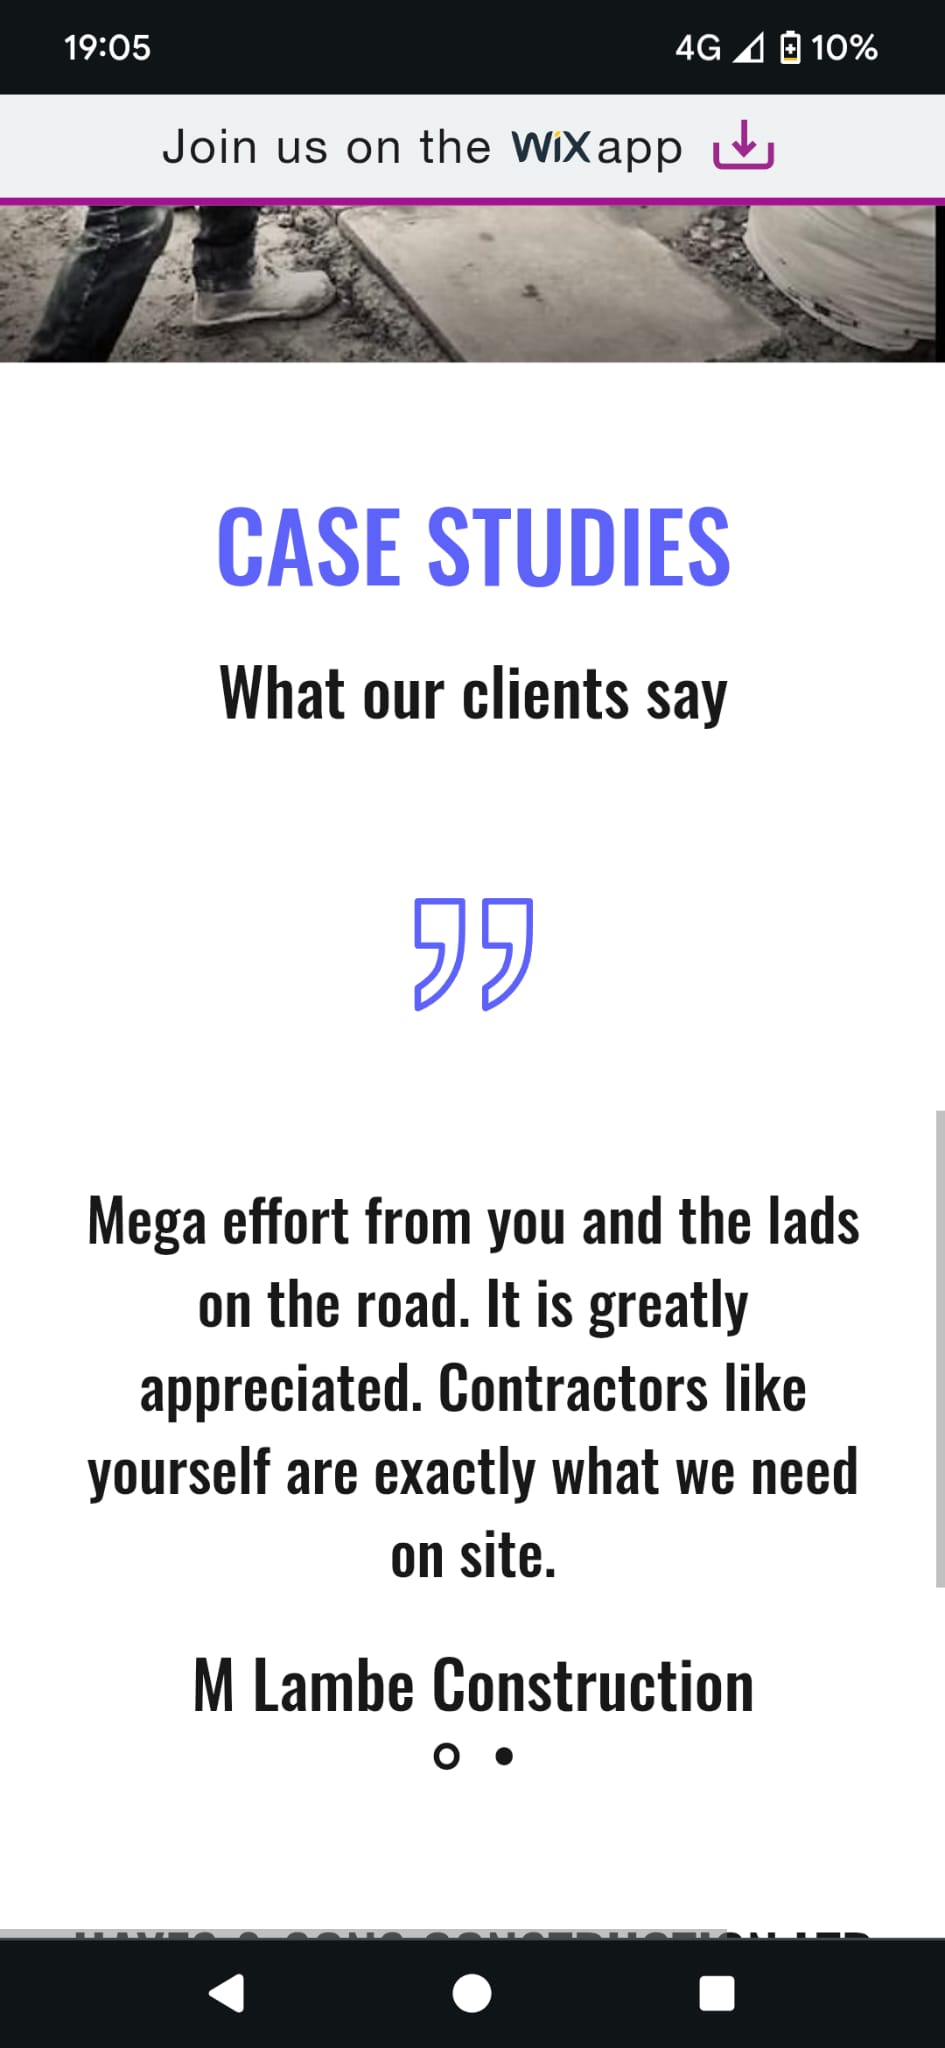 19:05 4G 10%
Join us on the WiX app
CASE STUDIES
What our clients say
Mega effort from you and the lads
on the road. It is greatly
appreciated. Contractors like
yourself are exactly what we need
on site.
M Lambe Construction